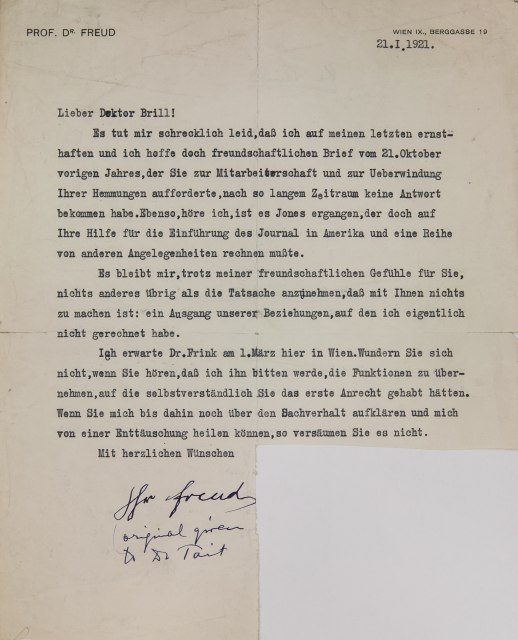 PROF. DR. FREUD
WIEN IX., BERGGASSE 19
21.I.1921.
Lieber Doktor Brill!
Es tut mir schrecklich leid,daß ich auf meinen letzten ernst-
haften und ich hoffe doch freundschaftlichen Brief vom 21.Oktober
vorigen Jahres,der Sie zur Mitarbeiterschaft und zur Ueberwindung
Ihrer Hemmungen aufforderte,nach so langem Zeitraum keine Antwort
bekommen habe.Ebenso,höre ich,ist es Jones ergangen,der doch auf
Ihre Hilfe für die Einführung des Journal in Amerika und eine Reihe
von anderen Angelegenheiten rechnen mußte.
Es bleibt mir,trotz meiner freundschaftlichen Gefühle für Sie,
nichts anderes übrig als die Tatsache anzunehmen,daß mit Ihnen nichts
zu machen ist: ein Ausgang unserer Beziehungen,auf den ich eigentlich
nicht gerechnet habe.
Ich erwarte Dr.Frink am 1.März hier in Wien.Wundern Sie sich
nicht,wenn Sie hören,daß ich ihn bitten werde,die Funktionen zu über-
nehmen,auf die selbstverständlich Sie das erste Anrecht gehabt hätten.
Wenn Sie mich bis dahin noch über den Sachverhalt aufklären und mich
von einer Enttäuschung heilen können,so versäumen Sie es nicht.
Mit herzlichen Wünschen
Ihr Freud
(original given
to Dr Tait